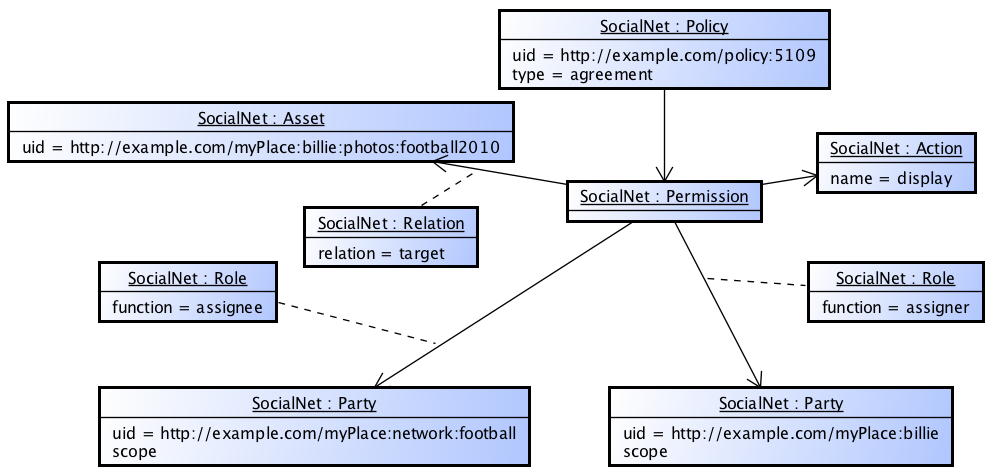 SocialNet : Policy
uid = http://example.com/policy:5109
type = agreement
SocialNet : Asset
uid = http://example.com/myPlace:billie:photos:football2010
SocialNet : Action
name = display
SocialNet : Permission
SocialNet : Relation
relation = target
SocialNet : Role
function = assignee
SocialNet : Role
function = assigner
SocialNet : Party
uid = http://example.com/myPlace:network:football
scope
SocialNet : Party
uid = http://example.com/myPlace:billie
scope